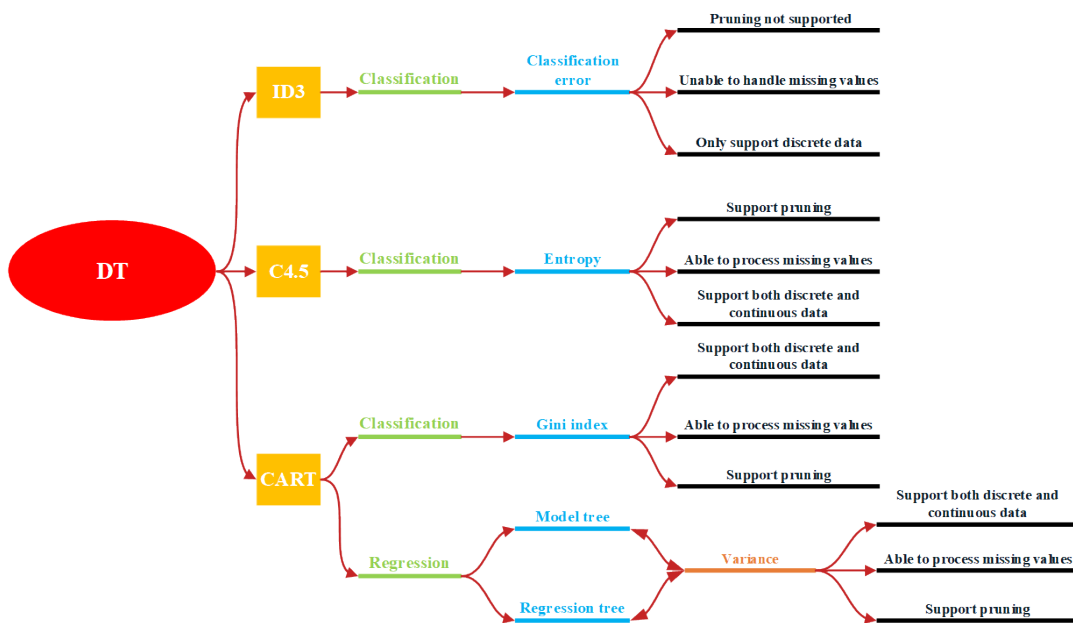 DT
ID3
Classification
Classification
error
Pruning not supported
Unable to handle missing values
Only support discrete data
C4.5
Classification
Entropy
Support pruning
Able to process missing values
Support both discrete and
continuous data
CART
Classification
Gini index
Support both discrete and
continuous data
Able to process missing values
Support pruning
Regression
Model tree
Regression tree
Variance
Support both discrete and
continuous data
Able to process missing values
Support pruning